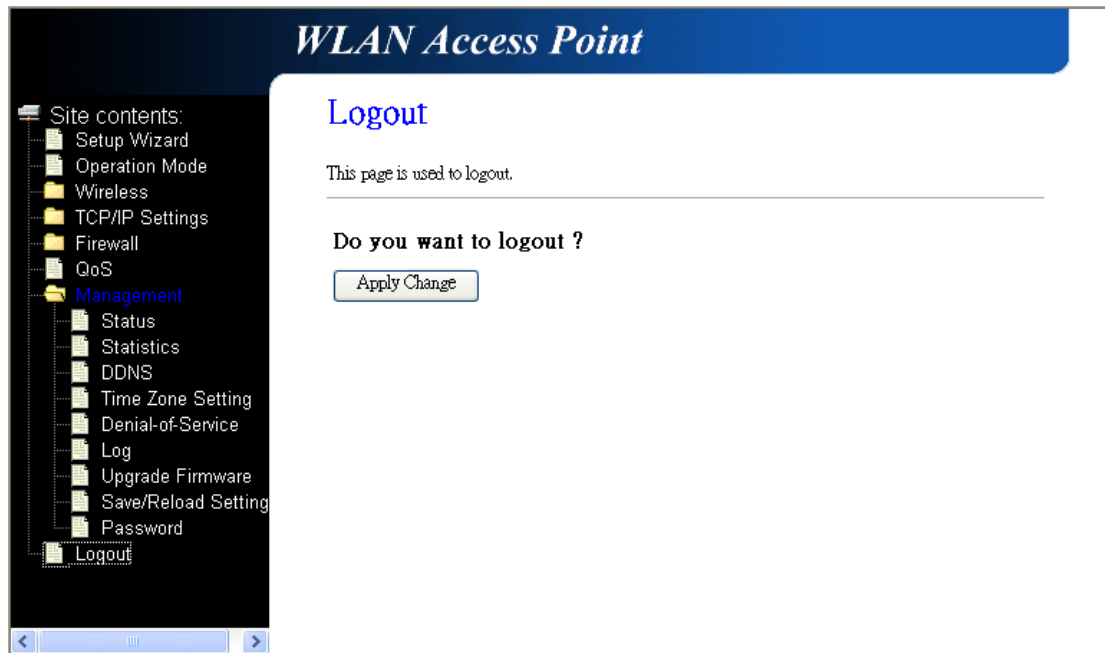 WLAN Access Point
Site contents:
Setup Wizard
Operation Mode
Wireless
TCP/IP Settings
Firewall
QoS
Management
Status
Statistics
DDNS
Time Zone Setting
Denial-of-Service
Log
Upgrade Firmware
Save/Reload Setting
Password
Logout
Logout
This page is used to logout.
Do you want to logout ?
Apply Change